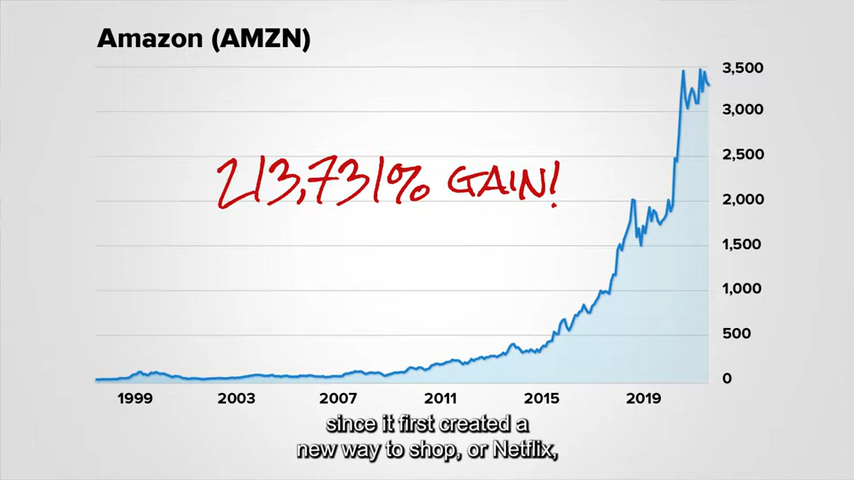 Amazon (AMZN)
3,500
3,000
2,500
2,000
1,500
1,000
500
0
213,731% GAIN!
1999 2003 2007 2011 2015 2019
since it first created a
new way to shop, or Netflix,